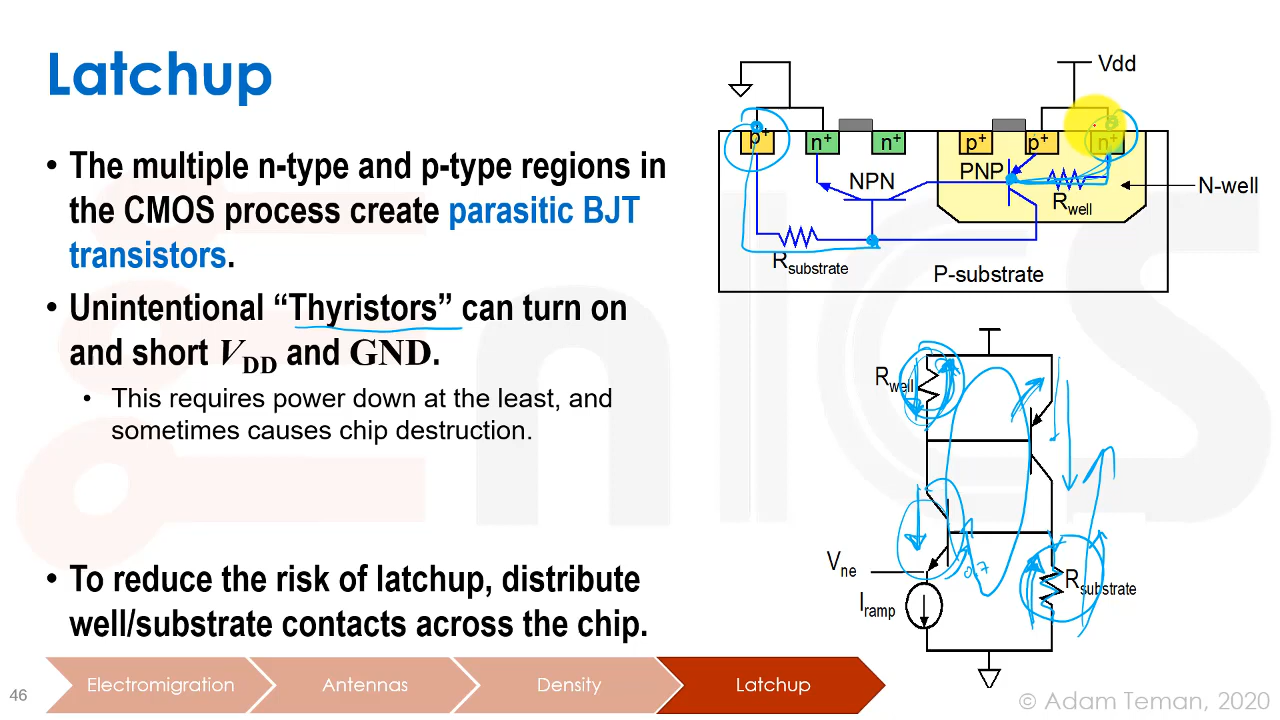 Latchup
• The multiple n-type and p-type regions in
the CMOS process create parasitic BJT
transistors.
• Unintentional “Thyristors” can turn on
and short VDD and GND.
• This requires power down at the least, and
sometimes causes chip destruction.
• To reduce the risk of latchup, distribute
well/substrate contacts across the chip.
Vdd
p+ n+ n+ p+ p+ n+
NPN PNP
Rwell
N-well
Rsubstrate
P-substrate
Rwell
Vne
0.7
Rsubstrate
Iramp
46 Electromigration Antennas Density Latchup
© Adam Teman, 2020